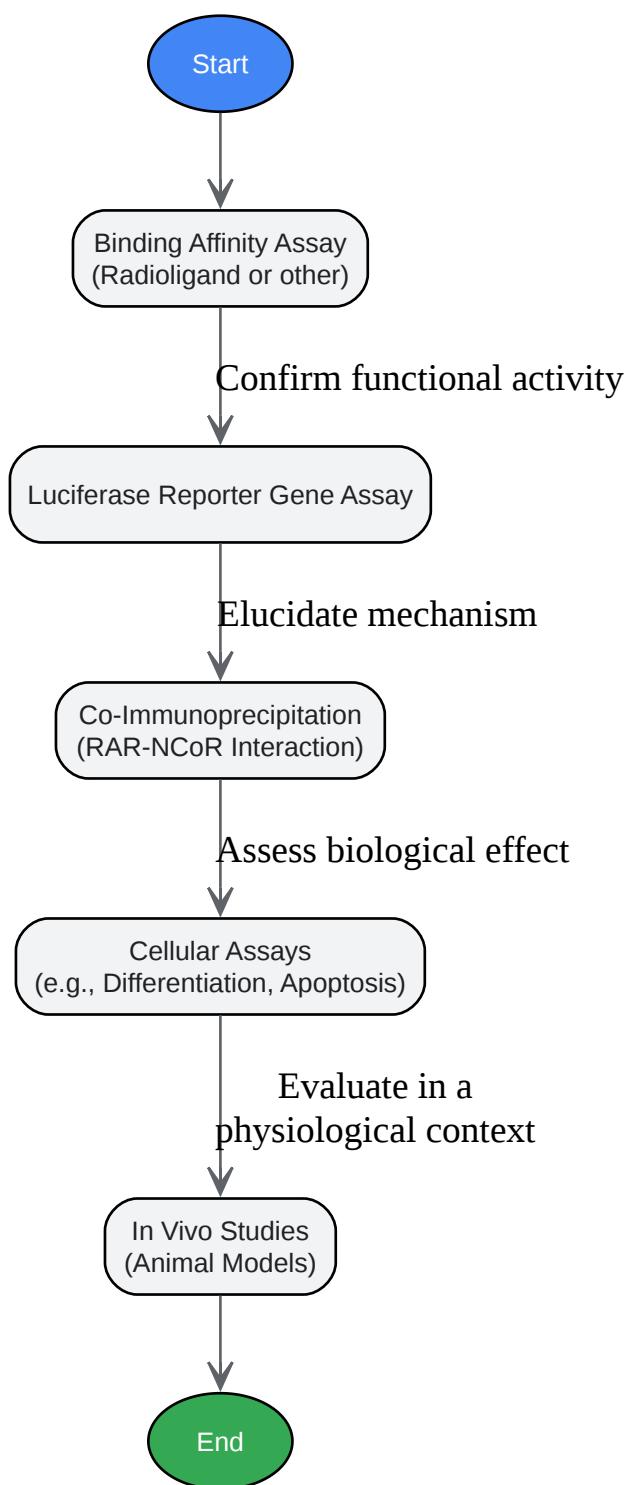 Start
Binding Affinity Assay
(Radioligand or other)
Confirm functional activity
Luciferase Reporter Gene Assay
Elucidate mechanism
Co-Immunoprecipitation
(RAR-NCoR Interaction)
Assess biological effect
Cellular Assays
(e.g., Differentiation, Apoptosis)
Evaluate in a
physiological context
In Vivo Studies
(Animal Models)
End